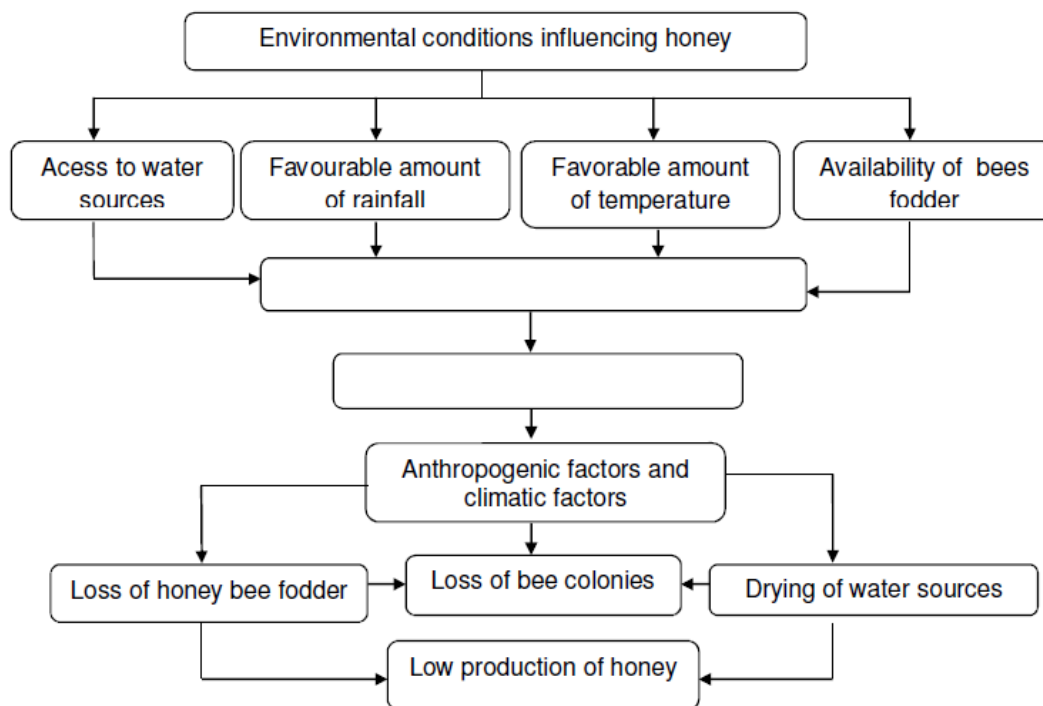 Environmental conditions influencing honey
Acess to water
sources
Favourable amount
of rainfall
Favorable amount
of temperature
Availability of bees
fodder
Anthropogenic factors and
climatic factors
Loss of honey bee fodder
Loss of bee colonies
Drying of water sources
Low production of honey